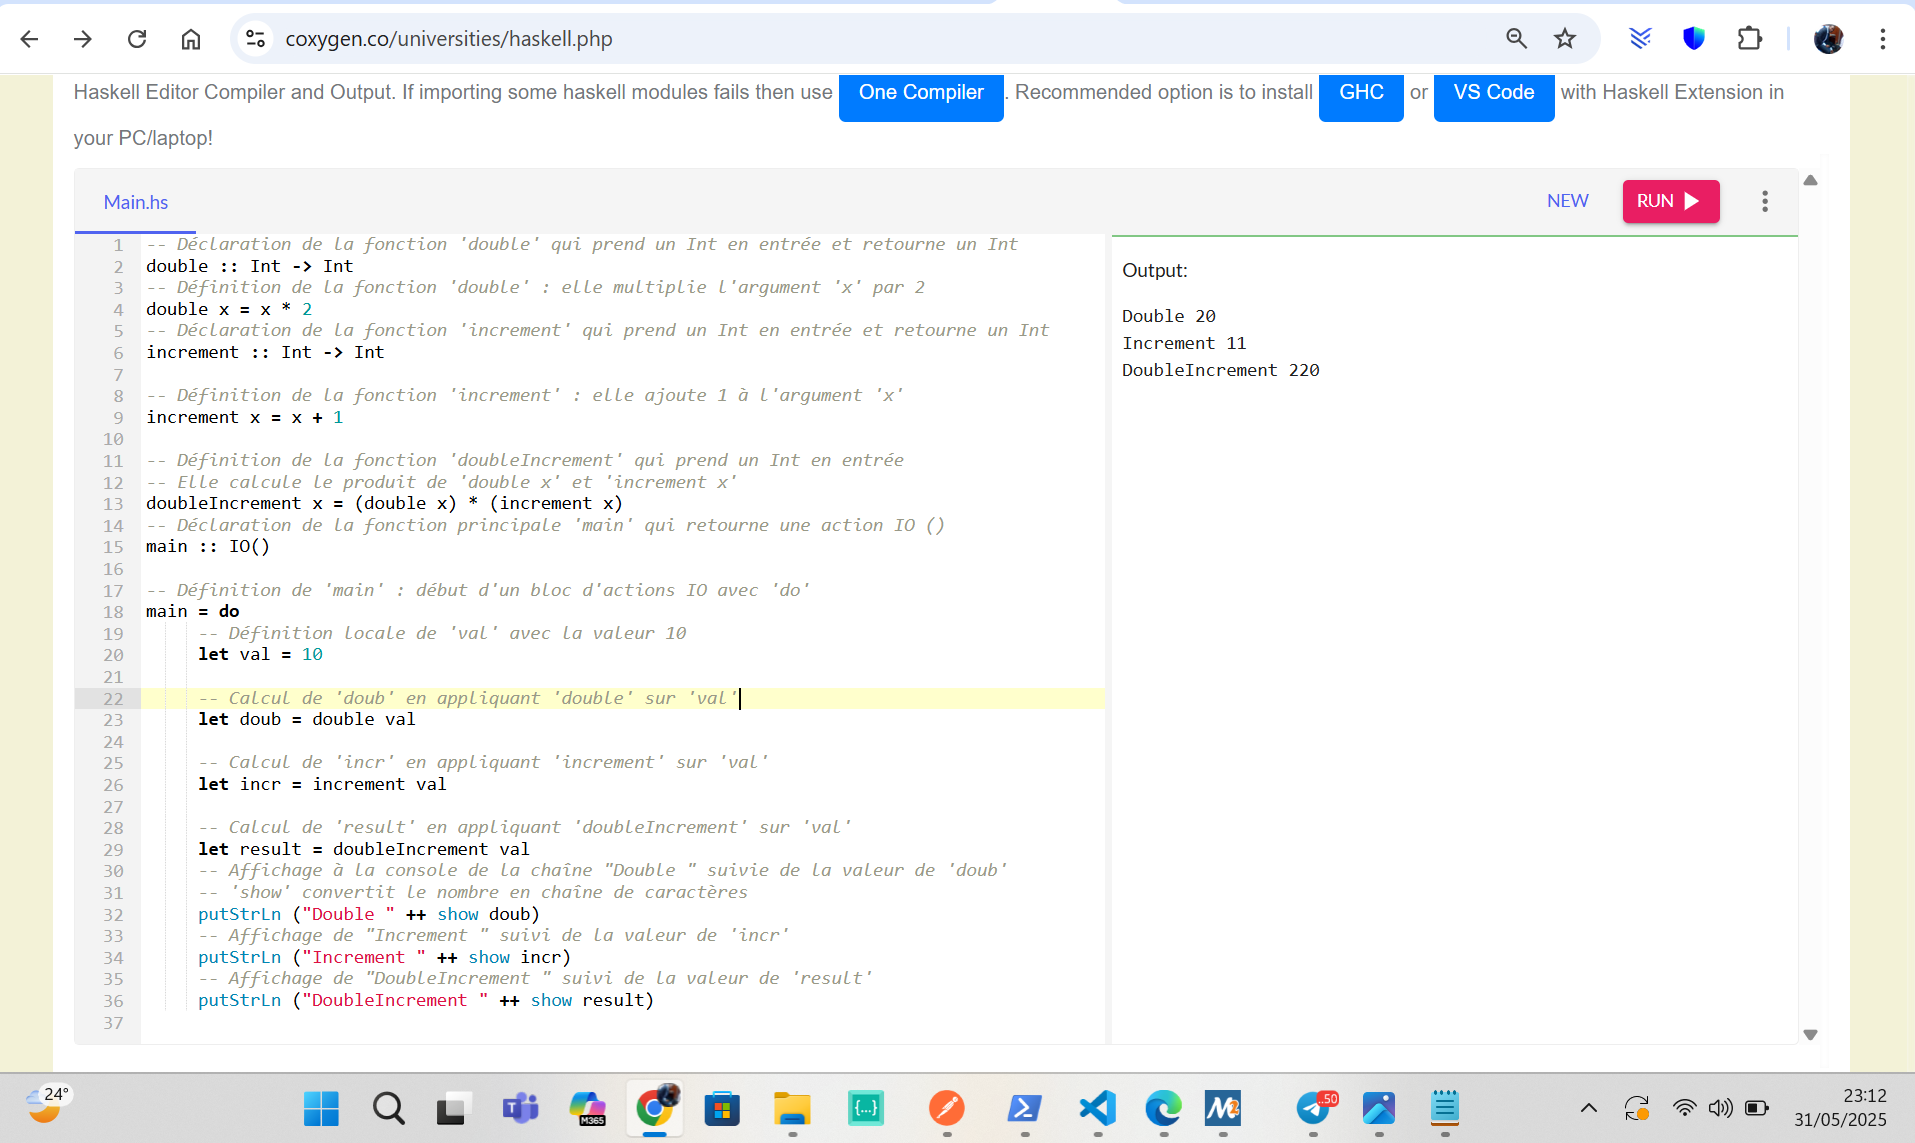 coxygen.co/universities/haskell.php
Haskell Editor Compiler and Output. If importing some haskell modules fails then use One Compiler . Recommended option is to install GHC or VS Code with Haskell Extension in
your PC/laptop!
Main.hs NEW RUN
1 -- Déclaration de la fonction 'double' qui prend un Int en entrée et retourne un Int
2 double :: Int -> Int
3 -- Définition de la fonction 'double' : elle multiplie l'argument 'x' par 2
4 double x = x * 2
5 -- Déclaration de la fonction 'increment' qui prend un Int en entrée et retourne un Int
6 increment :: Int -> Int
7
8 -- Définition de la fonction 'increment' : elle ajoute 1 à l'argument 'x'
9 increment x = x + 1
10
11 -- Définition de la fonction 'doubleIncrement' qui prend un Int en entrée
12 -- Elle calcule le produit de 'double x' et 'increment x'
13 doubleIncrement x = (double x) * (increment x)
14 -- Déclaration de la fonction principale 'main' qui retourne une action IO ()
15 main :: IO()
16
17 -- Définition de 'main' : début d'un bloc d'actions IO avec 'do'
18 main = do
19 -- Définition locale de 'val' avec la valeur 10
20 let val = 10
21
22 -- Calcul de 'doub' en appliquant 'double' sur 'val'
23 let doub = double val
24
25 -- Calcul de 'incr' en appliquant 'increment' sur 'val'
26 let incr = increment val
27
28 -- Calcul de 'result' en appliquant 'doubleIncrement' sur 'val'
29 let result = doubleIncrement val
30 -- Affichage à la console de la chaîne "Double " suivie de la valeur de 'doub'
31 -- 'show' convertit le nombre en chaîne de caractères
32 putStrLn ("Double " ++ show doub)
33 -- Affichage de "Increment " suivi de la valeur de 'incr'
34 putStrLn ("Increment " ++ show incr)
35 -- Affichage de "DoubleIncrement " suivi de la valeur de 'result'
36 putStrLn ("DoubleIncrement " ++ show result)
37
Output:
Double 20
Increment 11
DoubleIncrement 220
24°
M365
{...}
M2
..50
23:12
31/05/2025